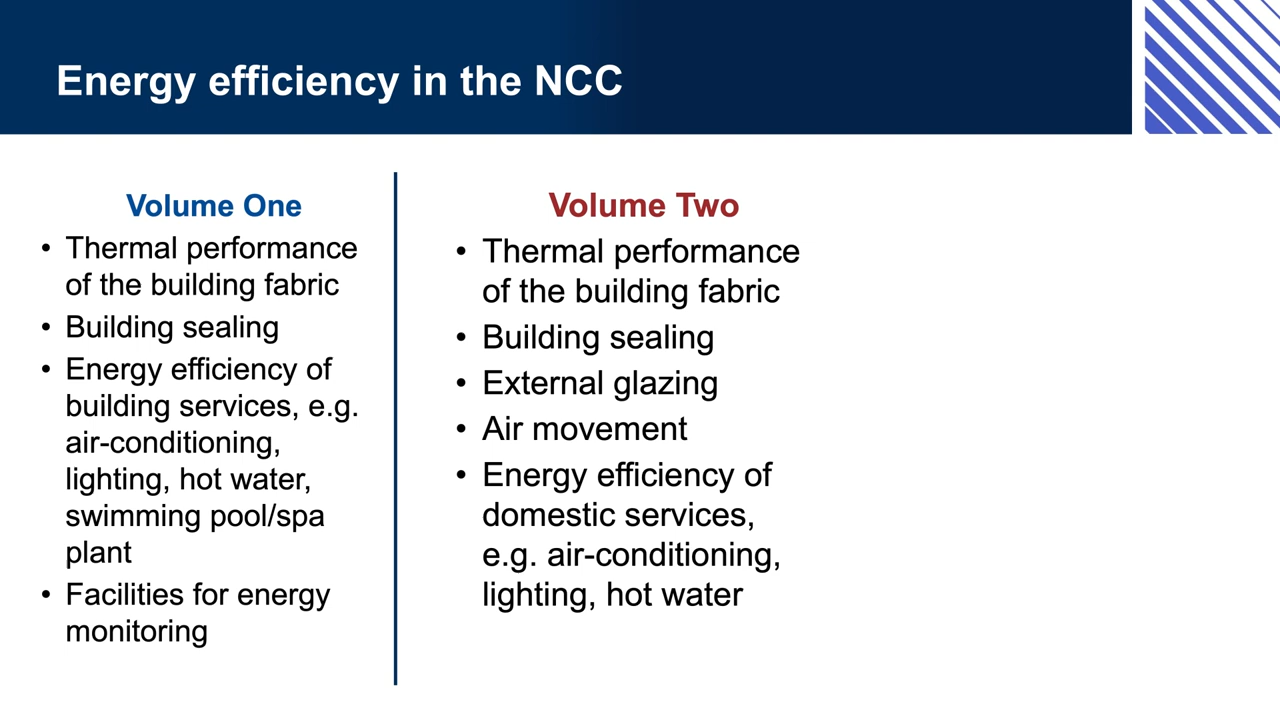 Energy efficiency in the NCC
Volume One
• Thermal performance
of the building fabric
• Building sealing
• Energy efficiency of
building services, e.g.
air-conditioning,
lighting, hot water,
swimming pool/spa
plant
• Facilities for energy
monitoring
Volume Two
• Thermal performance
of the building fabric
• Building sealing
• External glazing
• Air movement
• Energy efficiency of
domestic services,
e.g. air-conditioning,
lighting, hot water